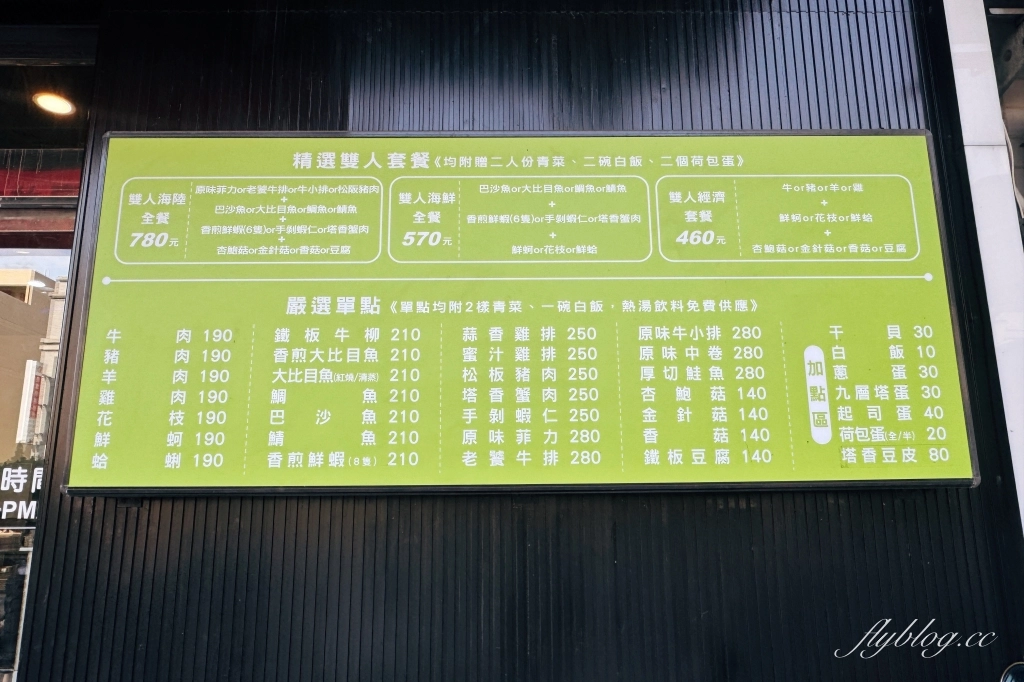 精選雙人套餐《均附贈二人份青菜、二碗白飯、二個荷包蛋》
雙人海陸
全餐
780元
原味菲力or老饕牛排or牛小排or松阪豬肉
+
巴沙魚or大比目魚or鯛魚or鯖魚
+
香煎鮮蝦(6隻)or手剝蝦仁or塔香蟹肉
+
杏鮑菇or金針菇or香菇or豆腐
雙人海鮮
全餐
570元
巴沙魚or大比目魚or鯛魚or鯖魚
+
香煎鮮蝦(6隻)or手剝蝦仁or塔香蟹肉
+
鮮蚵or花枝or鮮蛤
雙人經濟
套餐
460元
牛or豬or羊or雞
+
鮮蚵or花枝or鮮蛤
+
杏鮑菇or金針菇or香菇or豆腐
嚴選單點《單點均附2樣青菜、一碗白飯,熱湯飲料免費供應》
牛肉 190
豬肉 190
羊肉 190
雞肉 190
花枝 190
鮮蚵 190
蛤蜊 190
鐵板牛柳 210
香煎大比目魚 210
大比目魚(紅燒/清蒸) 210
鯛魚 210
巴沙魚 210
鯖魚 210
香煎鮮蝦(8隻) 210
蒜香雞排 250
蜜汁雞排 250
松板豬肉 250
塔香蟹肉 250
手剝蝦仁 250
原味菲力 280
老饕牛排 280
原味牛小排 280
原味中卷 280
厚切鮭魚 280
杏鮑菇 140
金針菇 140
香菇 140
鐵板豆腐 140
加點區
干貝 30
白飯 10
蔥蛋 30
九層塔蛋 30
起司蛋 40
荷包蛋(全/半) 20
塔香豆皮 80
時間
PM
flyblog.cc